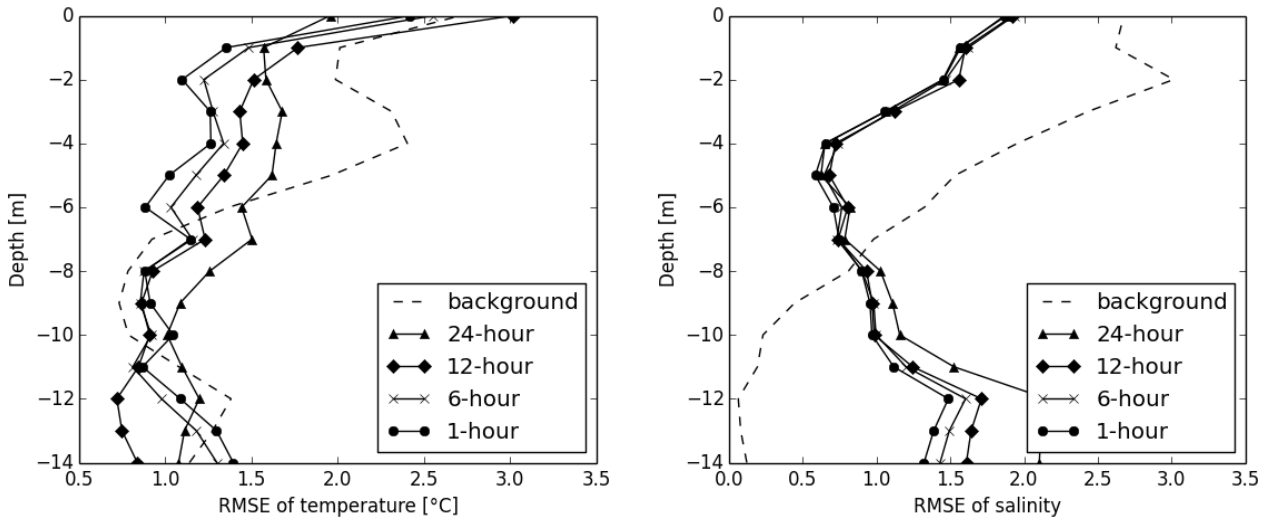 0
−2
−4
−6
−8
−10
−12
−14
Depth [m]
0.5
1.0
1.5
2.0
2.5
3.0
3.5
RMSE of temperature [°C]
background
24-hour
12-hour
6-hour
1-hour
0
−2
−4
−6
−8
−10
−12
−14
Depth [m]
0.0
0.5
1.0
1.5
2.0
2.5
3.0
3.5
RMSE of salinity
background
24-hour
12-hour
6-hour
1-hour